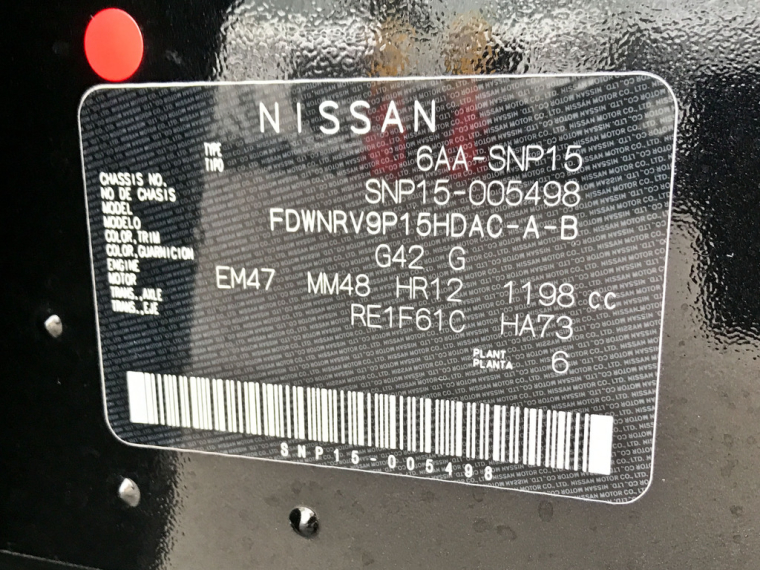 NISSAN
TYPE 6AA-SNP15
TIPO
CHASSIS NO. SNP15-005498
NO DE CHASIS
MODEL FDWNRV9P15HDAC-A-B
MODELO
COLOR,TRIM G42 G
COLOR,GUARNICION
ENGINE EM47 MM48 HR12 1198 cc
MOTOR
TRANS.,AXLE RE1F61C HA73
TRANS.,EJE
PLANT 6
PLANTA
SNP15-005498